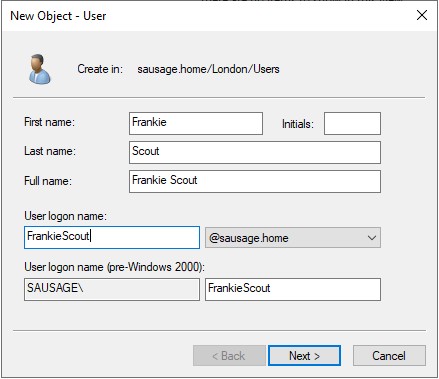 New Object - User
Create in: sausage.home/London/Users
First name: Frankie Initials:
Last name: Scout
Full name: Frankie Scout
User logon name:
FrankieScout @sausage.home
User logon name (pre-Windows 2000):
SAUSAGE\ FrankieScout
< Back Next > Cancel